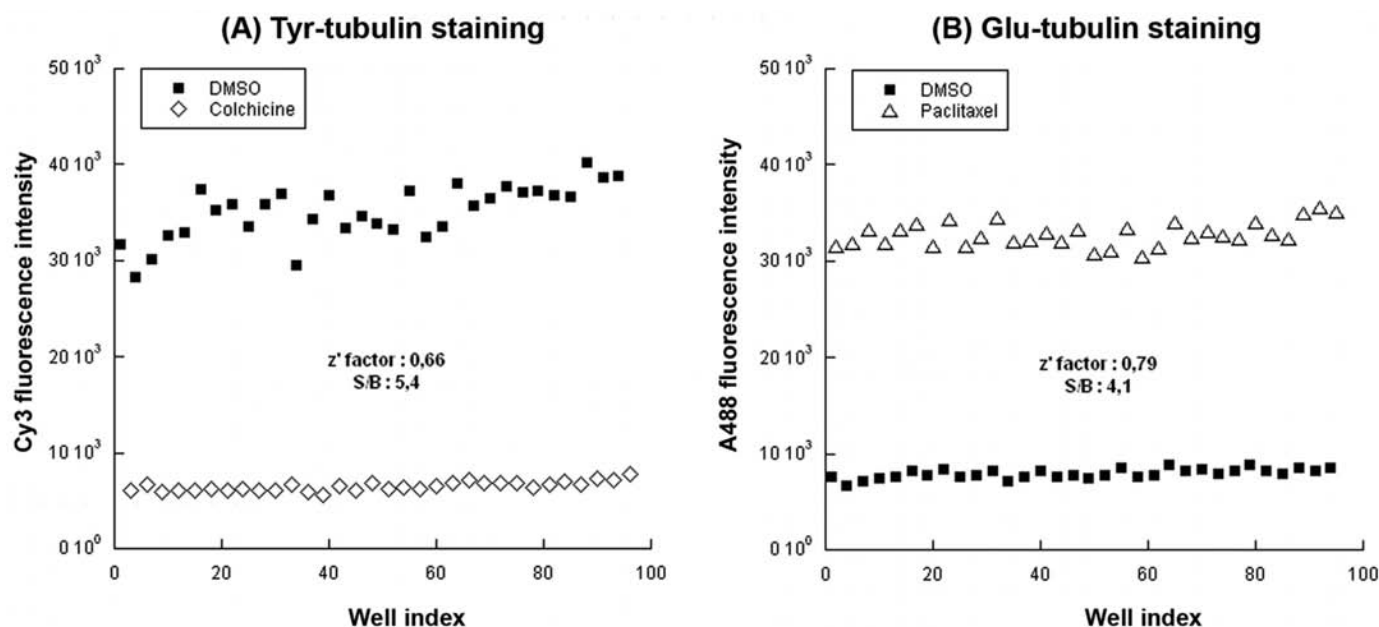 (A) Tyr-tubulin staining
50 10³
40 10³
30 10³
20 10³
10 10³
0 10⁰
Cy3 fluorescence intensity
DMSO
Colchicine
z' factor : 0,66
S/B : 5,4
0
20
40
60
80
100
Well index
(B) Glu-tubulin staining
50 10³
40 10³
30 10³
20 10³
10 10³
0 10⁰
A488 fluorescence intensity
DMSO
Paclitaxel
z' factor : 0,79
S/B : 4,1
0
20
40
60
80
100
Well index